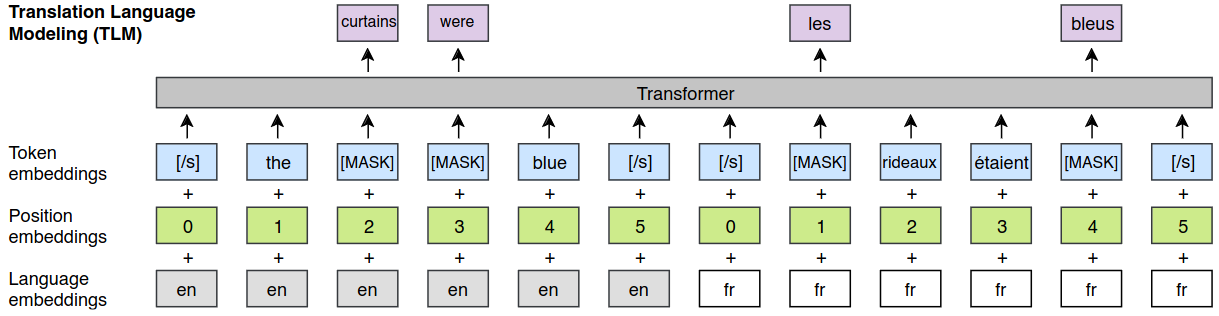 Translation Language
Modeling (TLM)
curtains were les bleus
Transformer
Token
embeddings
[/s] the [MASK] [MASK] blue [/s] [/s] [MASK] rideaux étaient [MASK] [/s]
+ + + + + + + + + + + +
Position
embeddings
0 1 2 3 4 5 0 1 2 3 4 5
+ + + + + + + + + + + +
Language
embeddings
en en en en en en fr fr fr fr fr fr